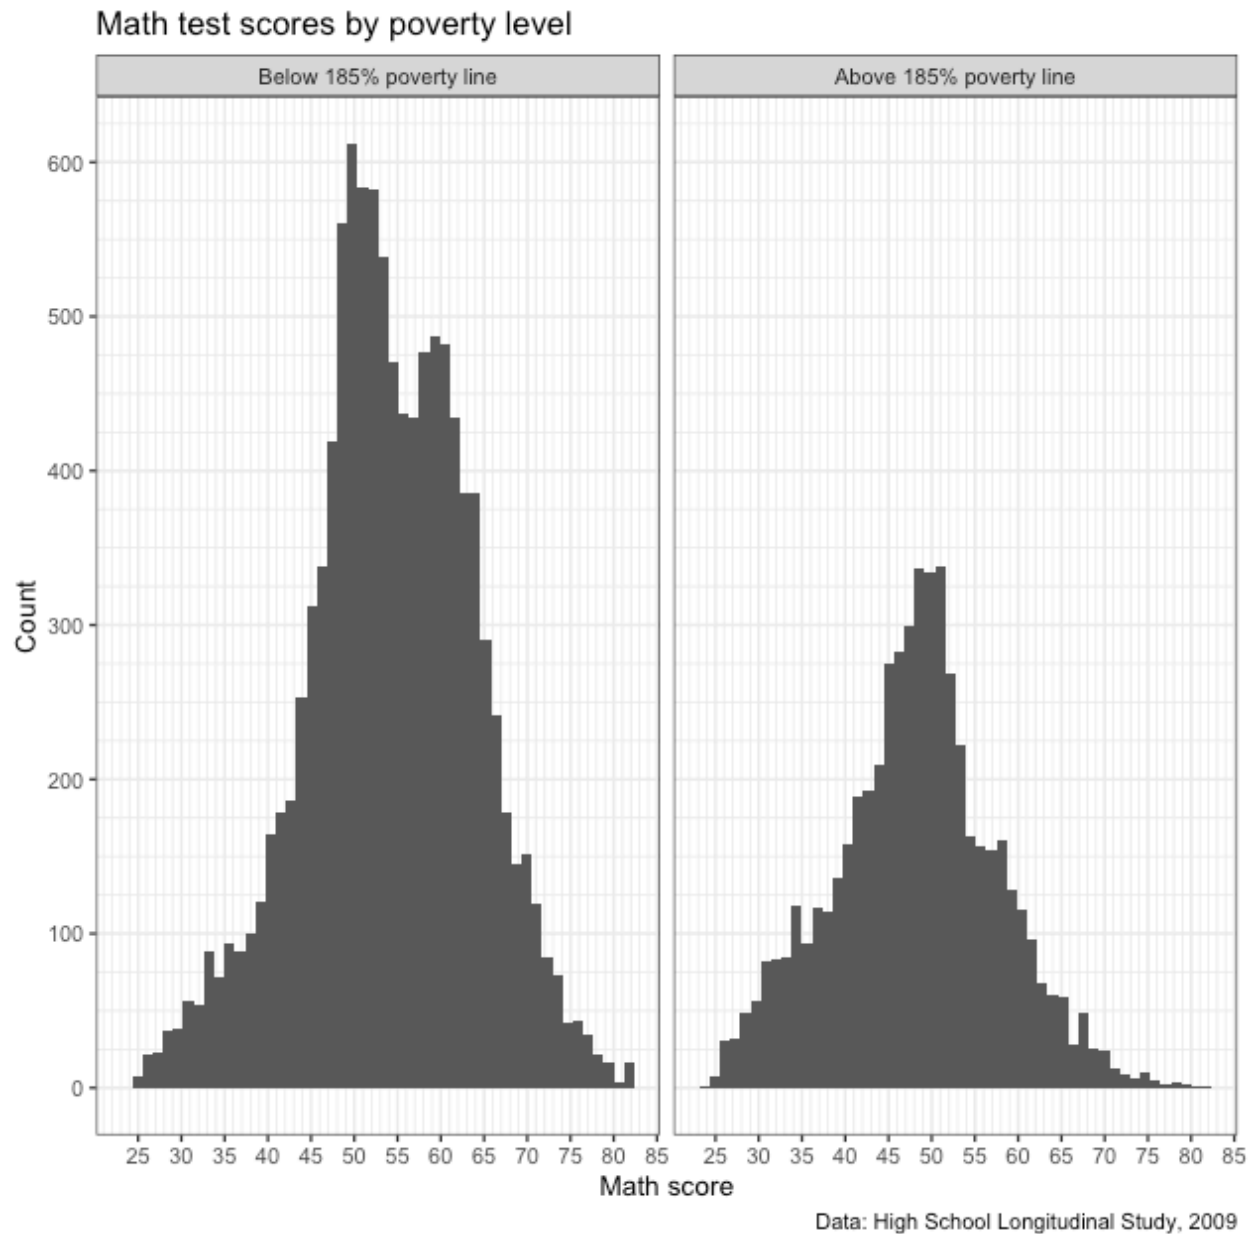 Math test scores by poverty level
Below 185% poverty line Above 185% poverty line
600
500
400
300
200
100
0
Count
25 30 35 40 45 50 55 60 65 70 75 80 85 25 30 35 40 45 50 55 60 65 70 75 80 85
Math score
Data: High School Longitudinal Study, 2009